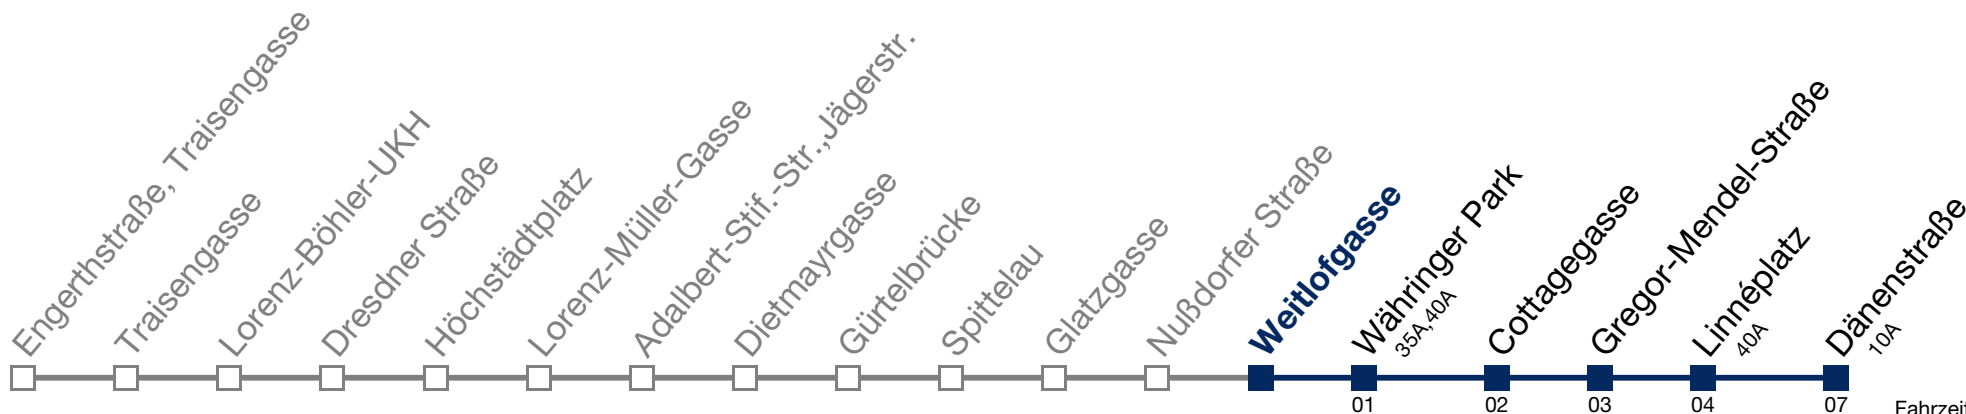 Engerthstraße, Traisengasse
Traisengasse
Lorenz-Böhler-UKH
Dresdner Straße
Höchstädtplatz
Lorenz-Müller-Gasse
Adalbert-Stif.-Str.,Jägerstr.
Dietmayrgasse
Gürtelbrücke
Spittelau
Glatzgasse
Nußdorfer Straße
Weitlofgasse
Währinger Park
35A,40A
Cottagegasse
Gregor-Mendel-Straße
Linnéplatz
40A
Dänenstraße
10A
01 02 03 04 07 Fahrzeit